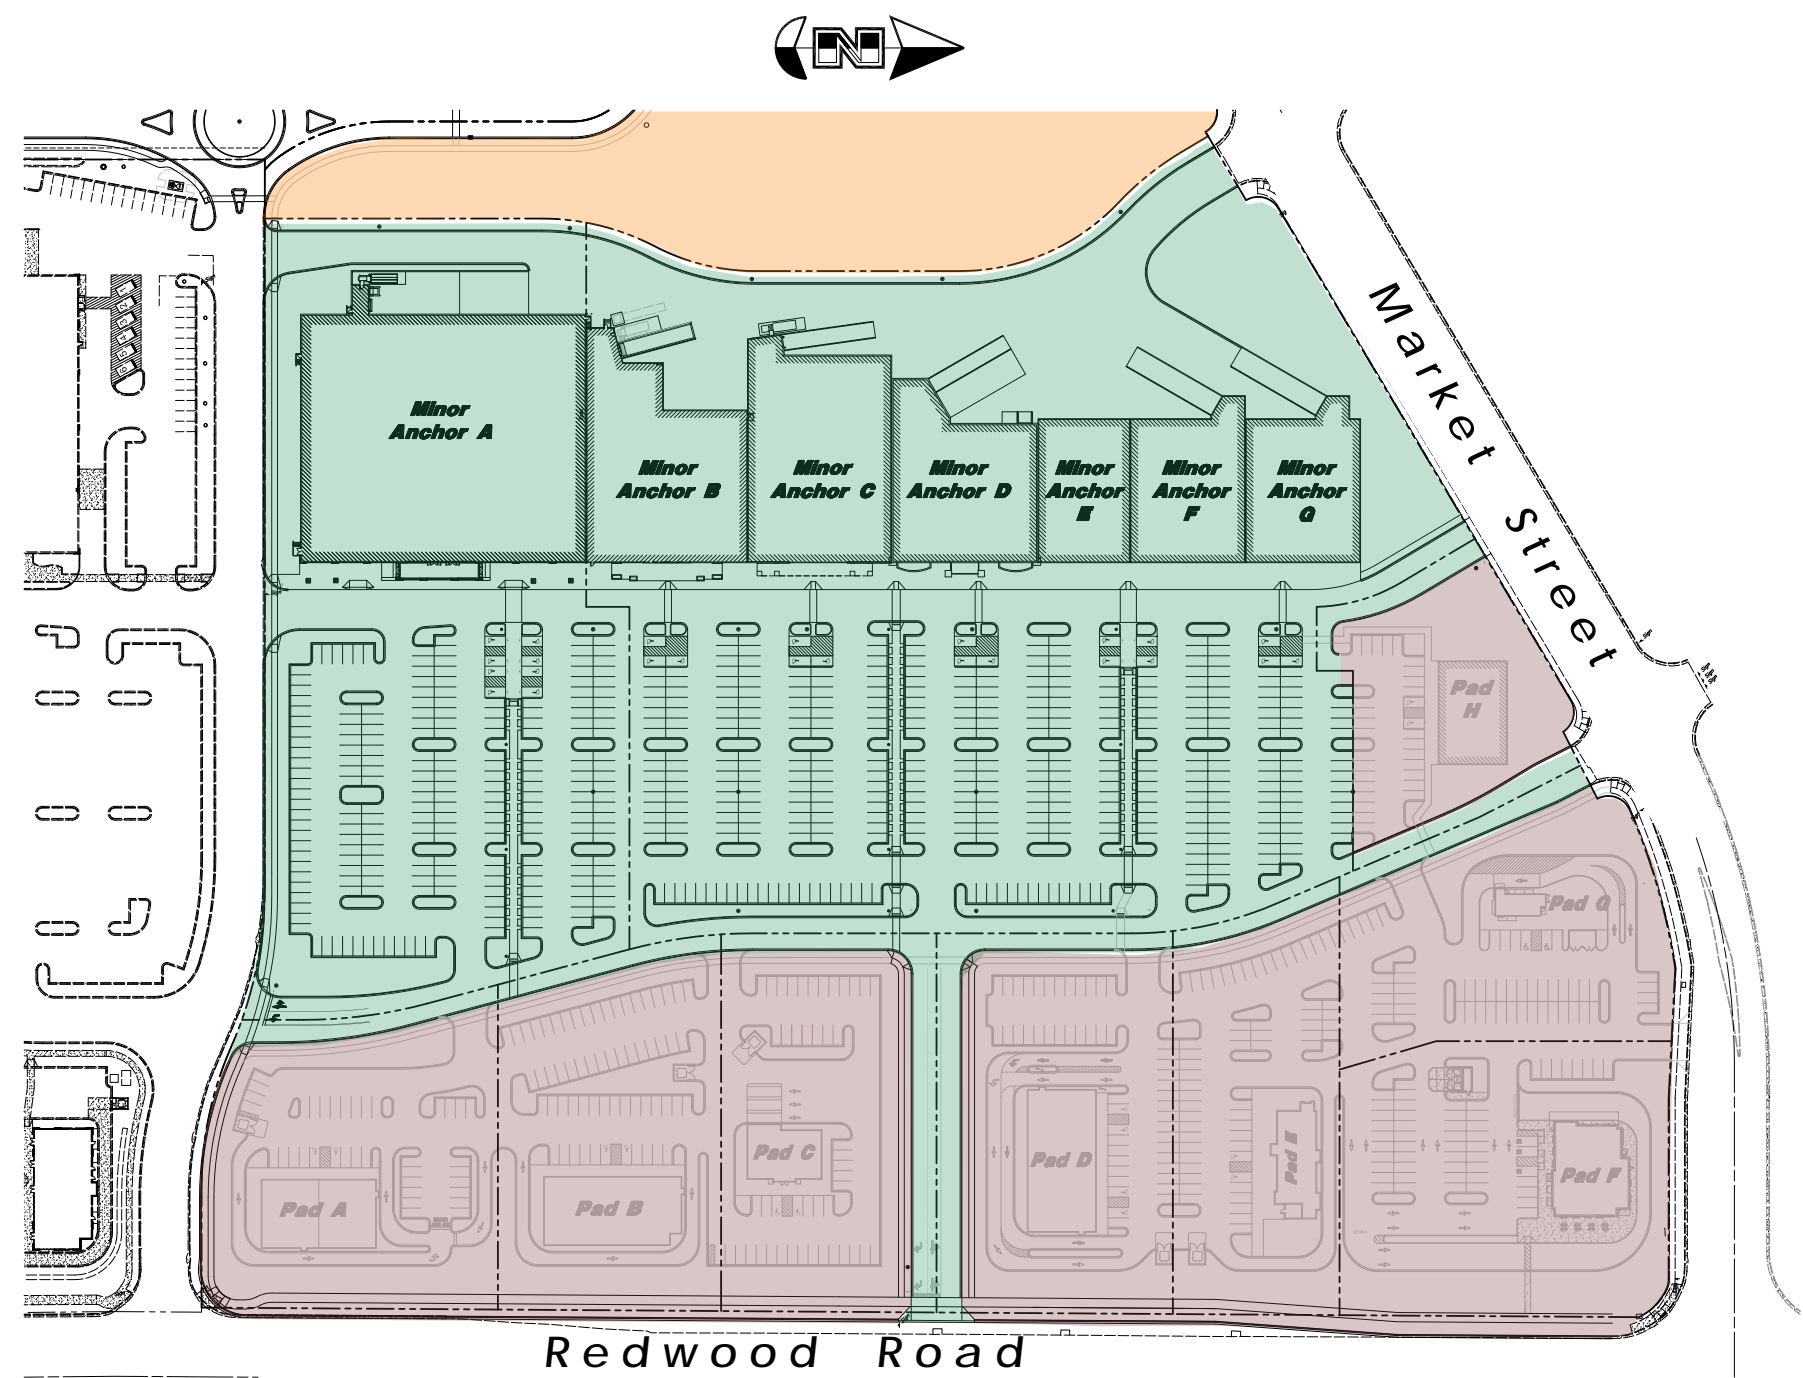 N
Minor
Anchor A
Minor
Anchor B
Minor
Anchor C
Minor
Anchor D
Minor
Anchor
E
Minor
Anchor
F
Minor
Anchor
G
Market Street
Pad
H
Pad G
Pad A
Pad B
Pad C
Pad D
Pad E
Pad F
Redwood Road